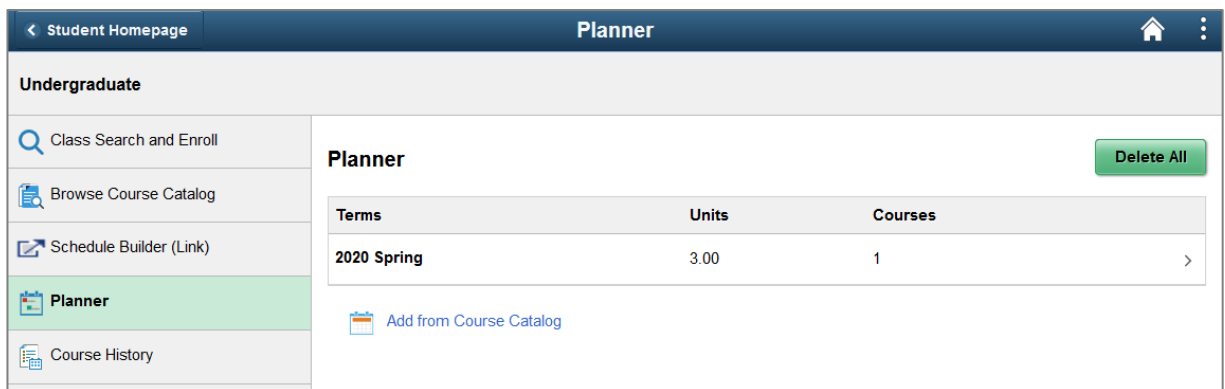 Student Homepage
Planner
Undergraduate
Class Search and Enroll
Browse Course Catalog
Schedule Builder (Link)
Planner
Course History
Planner
Delete All
Terms Units Courses
2020 Spring 3.00 1
Add from Course Catalog